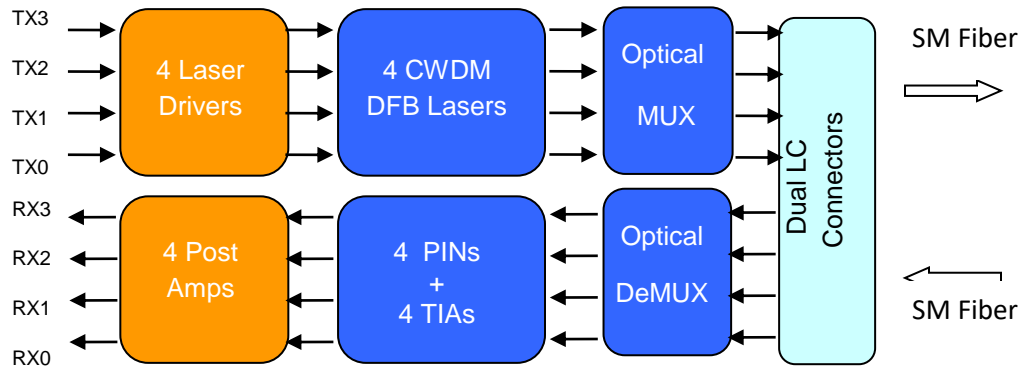 TX3
TX2
TX1
TX0
4 Laser
Drivers
4 CWDM
DFB Lasers
Optical
MUX
SM Fiber
Dual LC
Connectors
RX3
RX2
RX1
RX0
4 Post
Amps
4 PINs
+
4 TIAs
Optical
DeMUX
SM Fiber